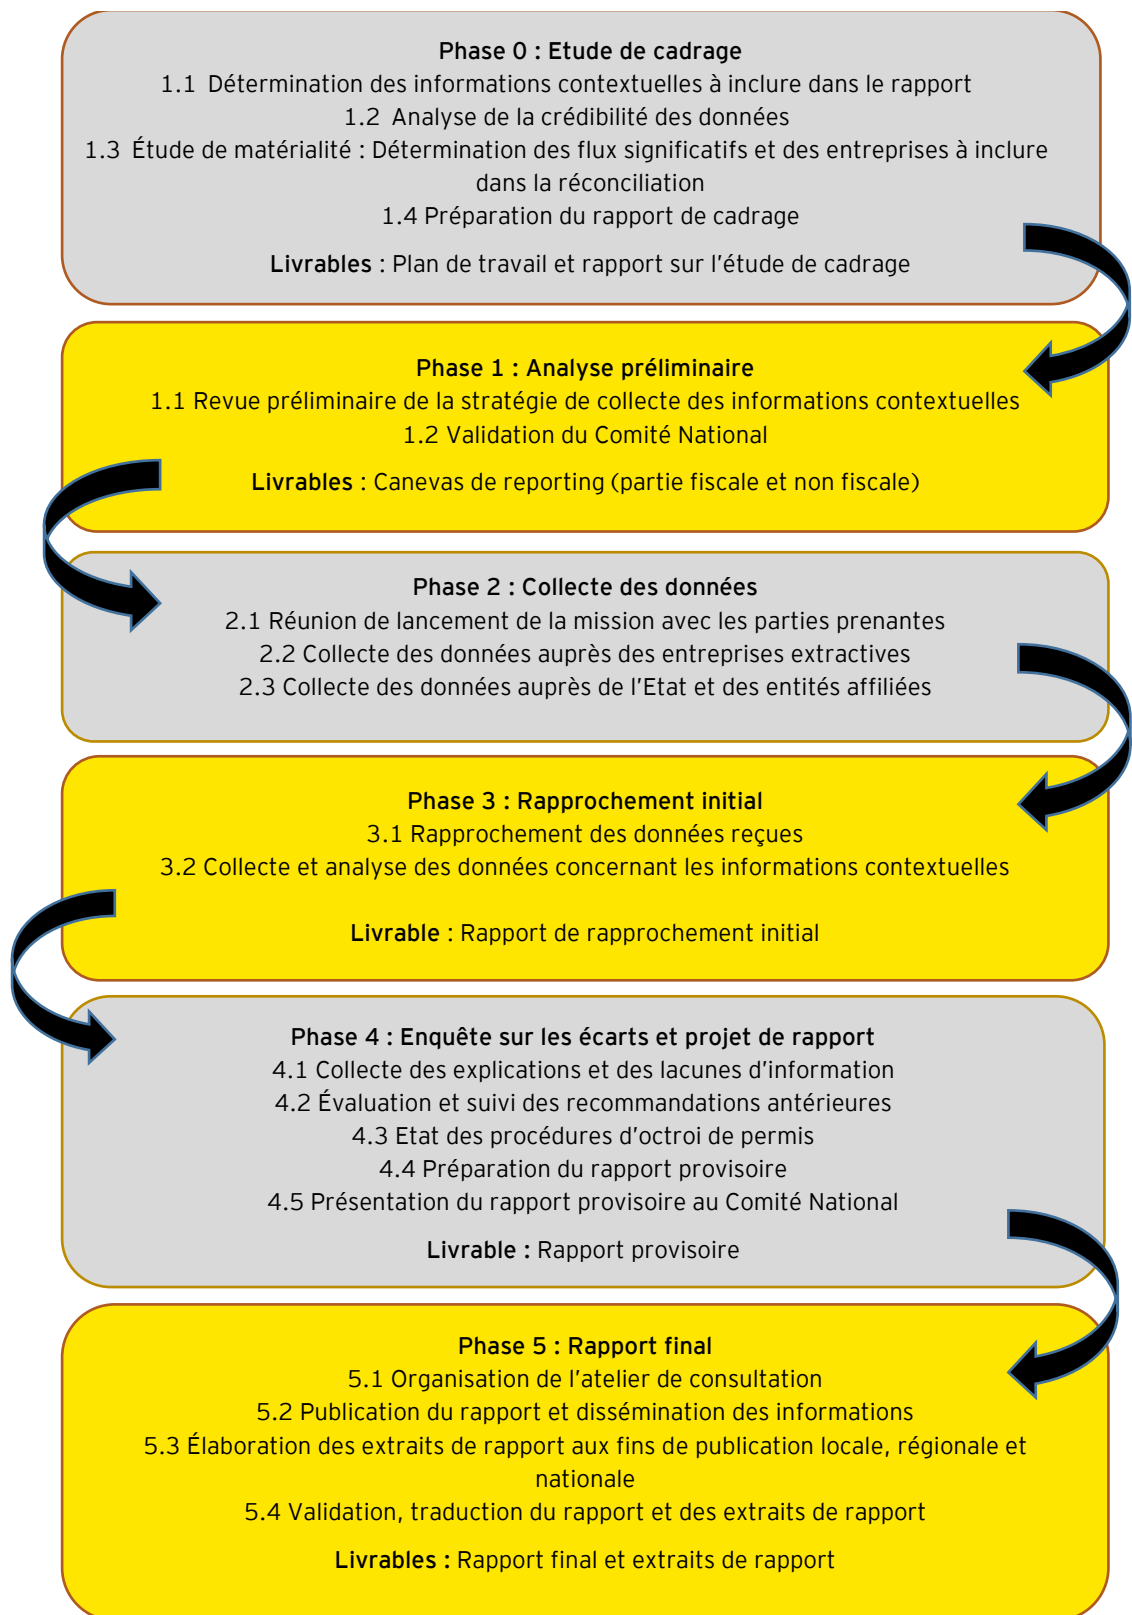 Phase 0 : Etude de cadrage
1.1 Détermination des informations contextuelles à inclure dans le rapport
1.2 Analyse de la crédibilité des données
1.3 Étude de matérialité : Détermination des flux significatifs et des entreprises à inclure
dans la réconciliation
1.4 Préparation du rapport de cadrage
Livrables : Plan de travail et rapport sur l’étude de cadrage
Phase 1 : Analyse préliminaire
1.1 Revue préliminaire de la stratégie de collecte des informations contextuelles
1.2 Validation du Comité National
Livrables : Canevas de reporting (partie fiscale et non fiscale)
Phase 2 : Collecte des données
2.1 Réunion de lancement de la mission avec les parties prenantes
2.2 Collecte des données auprès des entreprises extractives
2.3 Collecte des données auprès de l’Etat et des entités affiliées
Phase 3 : Rapprochement initial
3.1 Rapprochement des données reçues
3.2 Collecte et analyse des données concernant les informations contextuelles
Livrable : Rapport de rapprochement initial
Phase 4 : Enquête sur les écarts et projet de rapport
4.1 Collecte des explications et des lacunes d’information
4.2 Évaluation et suivi des recommandations antérieures
4.3 Etat des procédures d’octroi de permis
4.4 Préparation du rapport provisoire
4.5 Présentation du rapport provisoire au Comité National
Livrable : Rapport provisoire
Phase 5 : Rapport final
5.1 Organisation de l’atelier de consultation
5.2 Publication du rapport et dissémination des informations
5.3 Élaboration des extraits de rapport aux fins de publication locale, régionale et
nationale
5.4 Validation, traduction du rapport et des extraits de rapport
Livrables : Rapport final et extraits de rapport